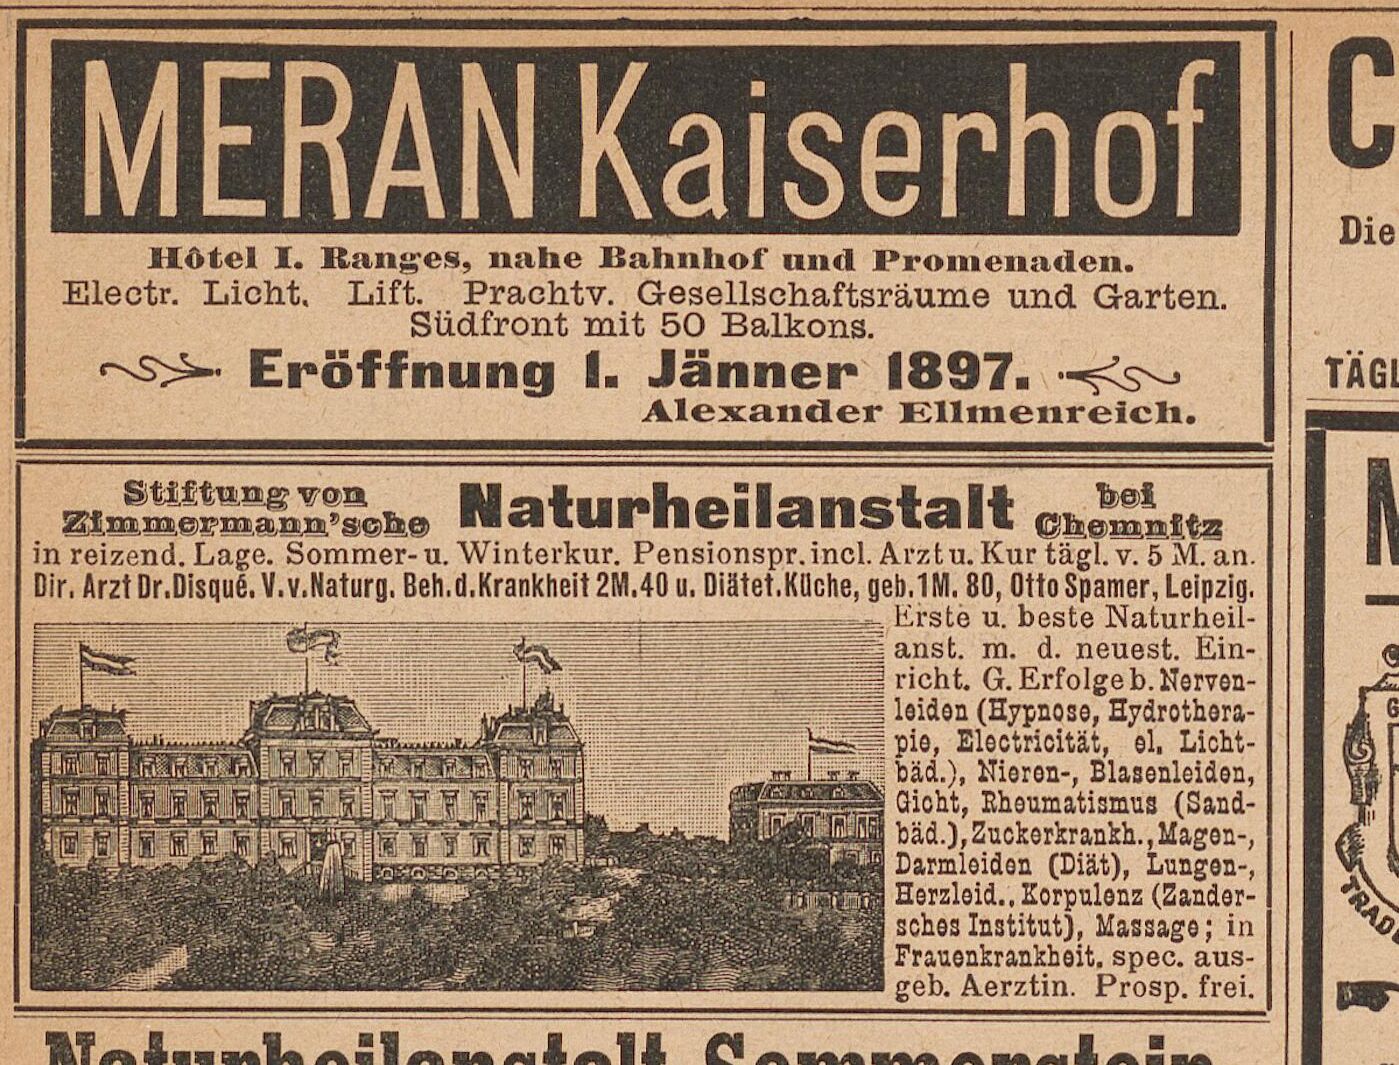 MERAN Kaiserhof
Hôtel I. Ranges, nahe Bahnhof und Promenaden.
Electr. Licht. Lift. Prachtv. Gesellschaftsräume und Garten.
Südfront mit 50 Balkons.
Eröffnung 1. Jänner 1897.
Alexander Ellmenreich.
Stiftung von
Zimmermann'sche Naturheilanstalt bei
Chemnitz
in reizend. Lage. Sommer- u. Winterkur. Pensionspr. incl. Arzt u. Kur tägl. v. 5 M. an.
Dir. Arzt Dr. Disqué. V. v. Naturg. Beh. d. Krankheit 2M.40 u. Diätet. Küche, geb. 1M. 80, Otto Spamer, Leipzig.
Erste u. beste Naturheil-
anst. m. d. neuest. Ein-
richt. G. Erfolge b. Nerven-
leiden (Hypnose, Hydrothera-
pie, Electricität, el. Licht-
bäd.), Nieren-, Blasenleiden,
Gicht, Rheumatismus (Sand-
bäd.), Zuckerkrankh., Magen-,
Darmleiden (Diät), Lungen-,
Herzleid., Korpulenz (Zander-
sches Institut), Massage; in
Frauenkrankheit. spec. aus-
geb. Aerztin. Prosp. frei.
Naturheilanstalt Sommerstein
C
Die
TÄGL
N
G
TRAD